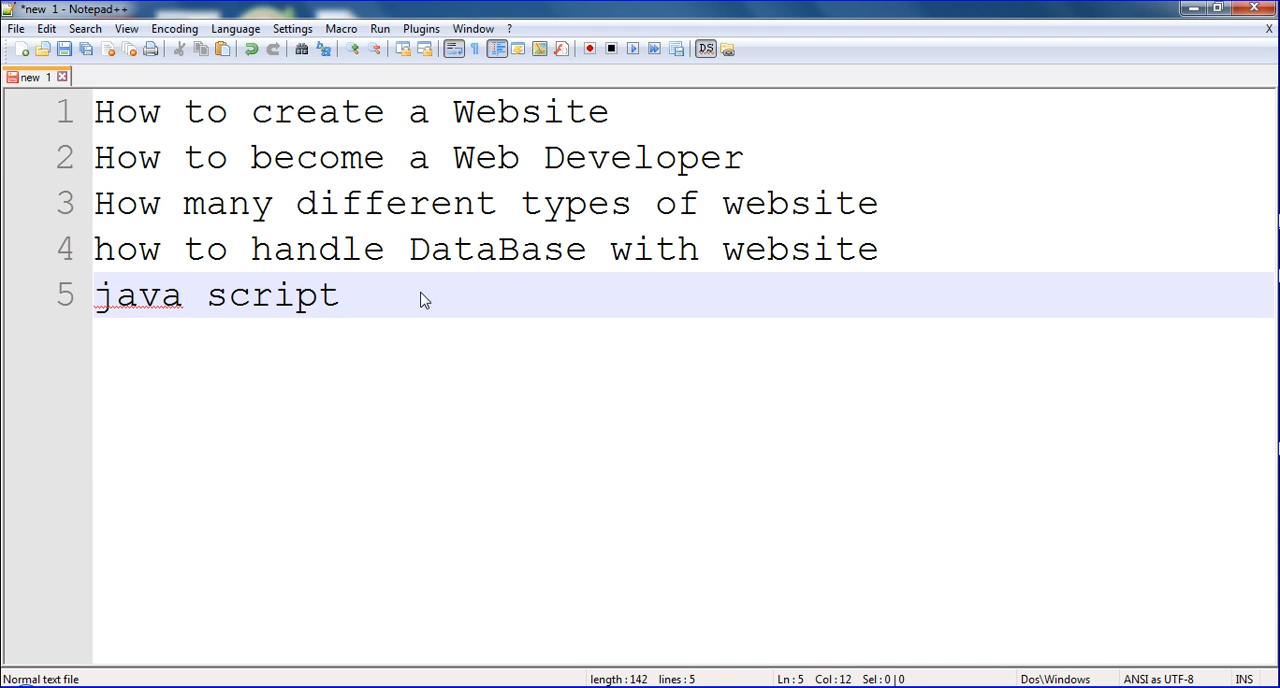 *new  1 - Notepad++
File Edit Search View Encoding Language Settings Macro Run Plugins Window ? X
new 1
1 How to create a Website
2 How to become a Web Developer
3 How many different types of website
4 how to handle DataBase with website
5 java script
Normal text file length : 142 lines : 5 Ln : 5 Col : 12 Sel : 0 | 0 Dos\Windows ANSI as UTF-8 INS